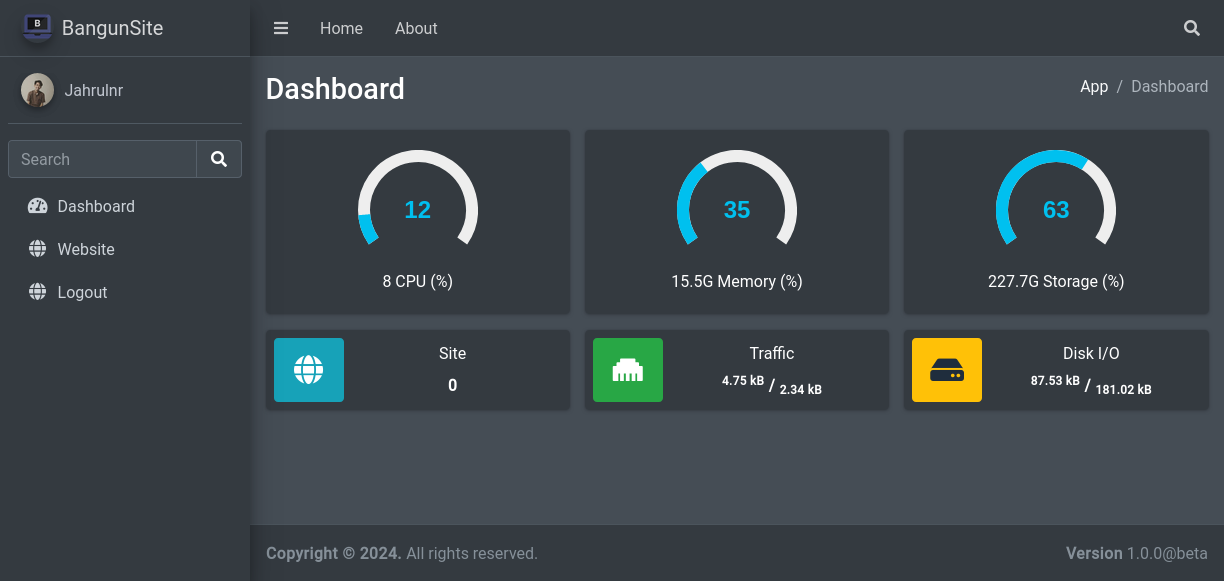 B
BangunSite
Home
About
Jahrulnr
Search
Dashboard
Website
Logout
Dashboard
App / Dashboard
12
8 CPU (%)
35
15.5G Memory (%)
63
227.7G Storage (%)
Site
0
Traffic
4.75 kB / 2.34 kB
Disk I/O
87.53 kB / 181.02 kB
Copyright © 2024. All rights reserved.
Version 1.0.0@beta